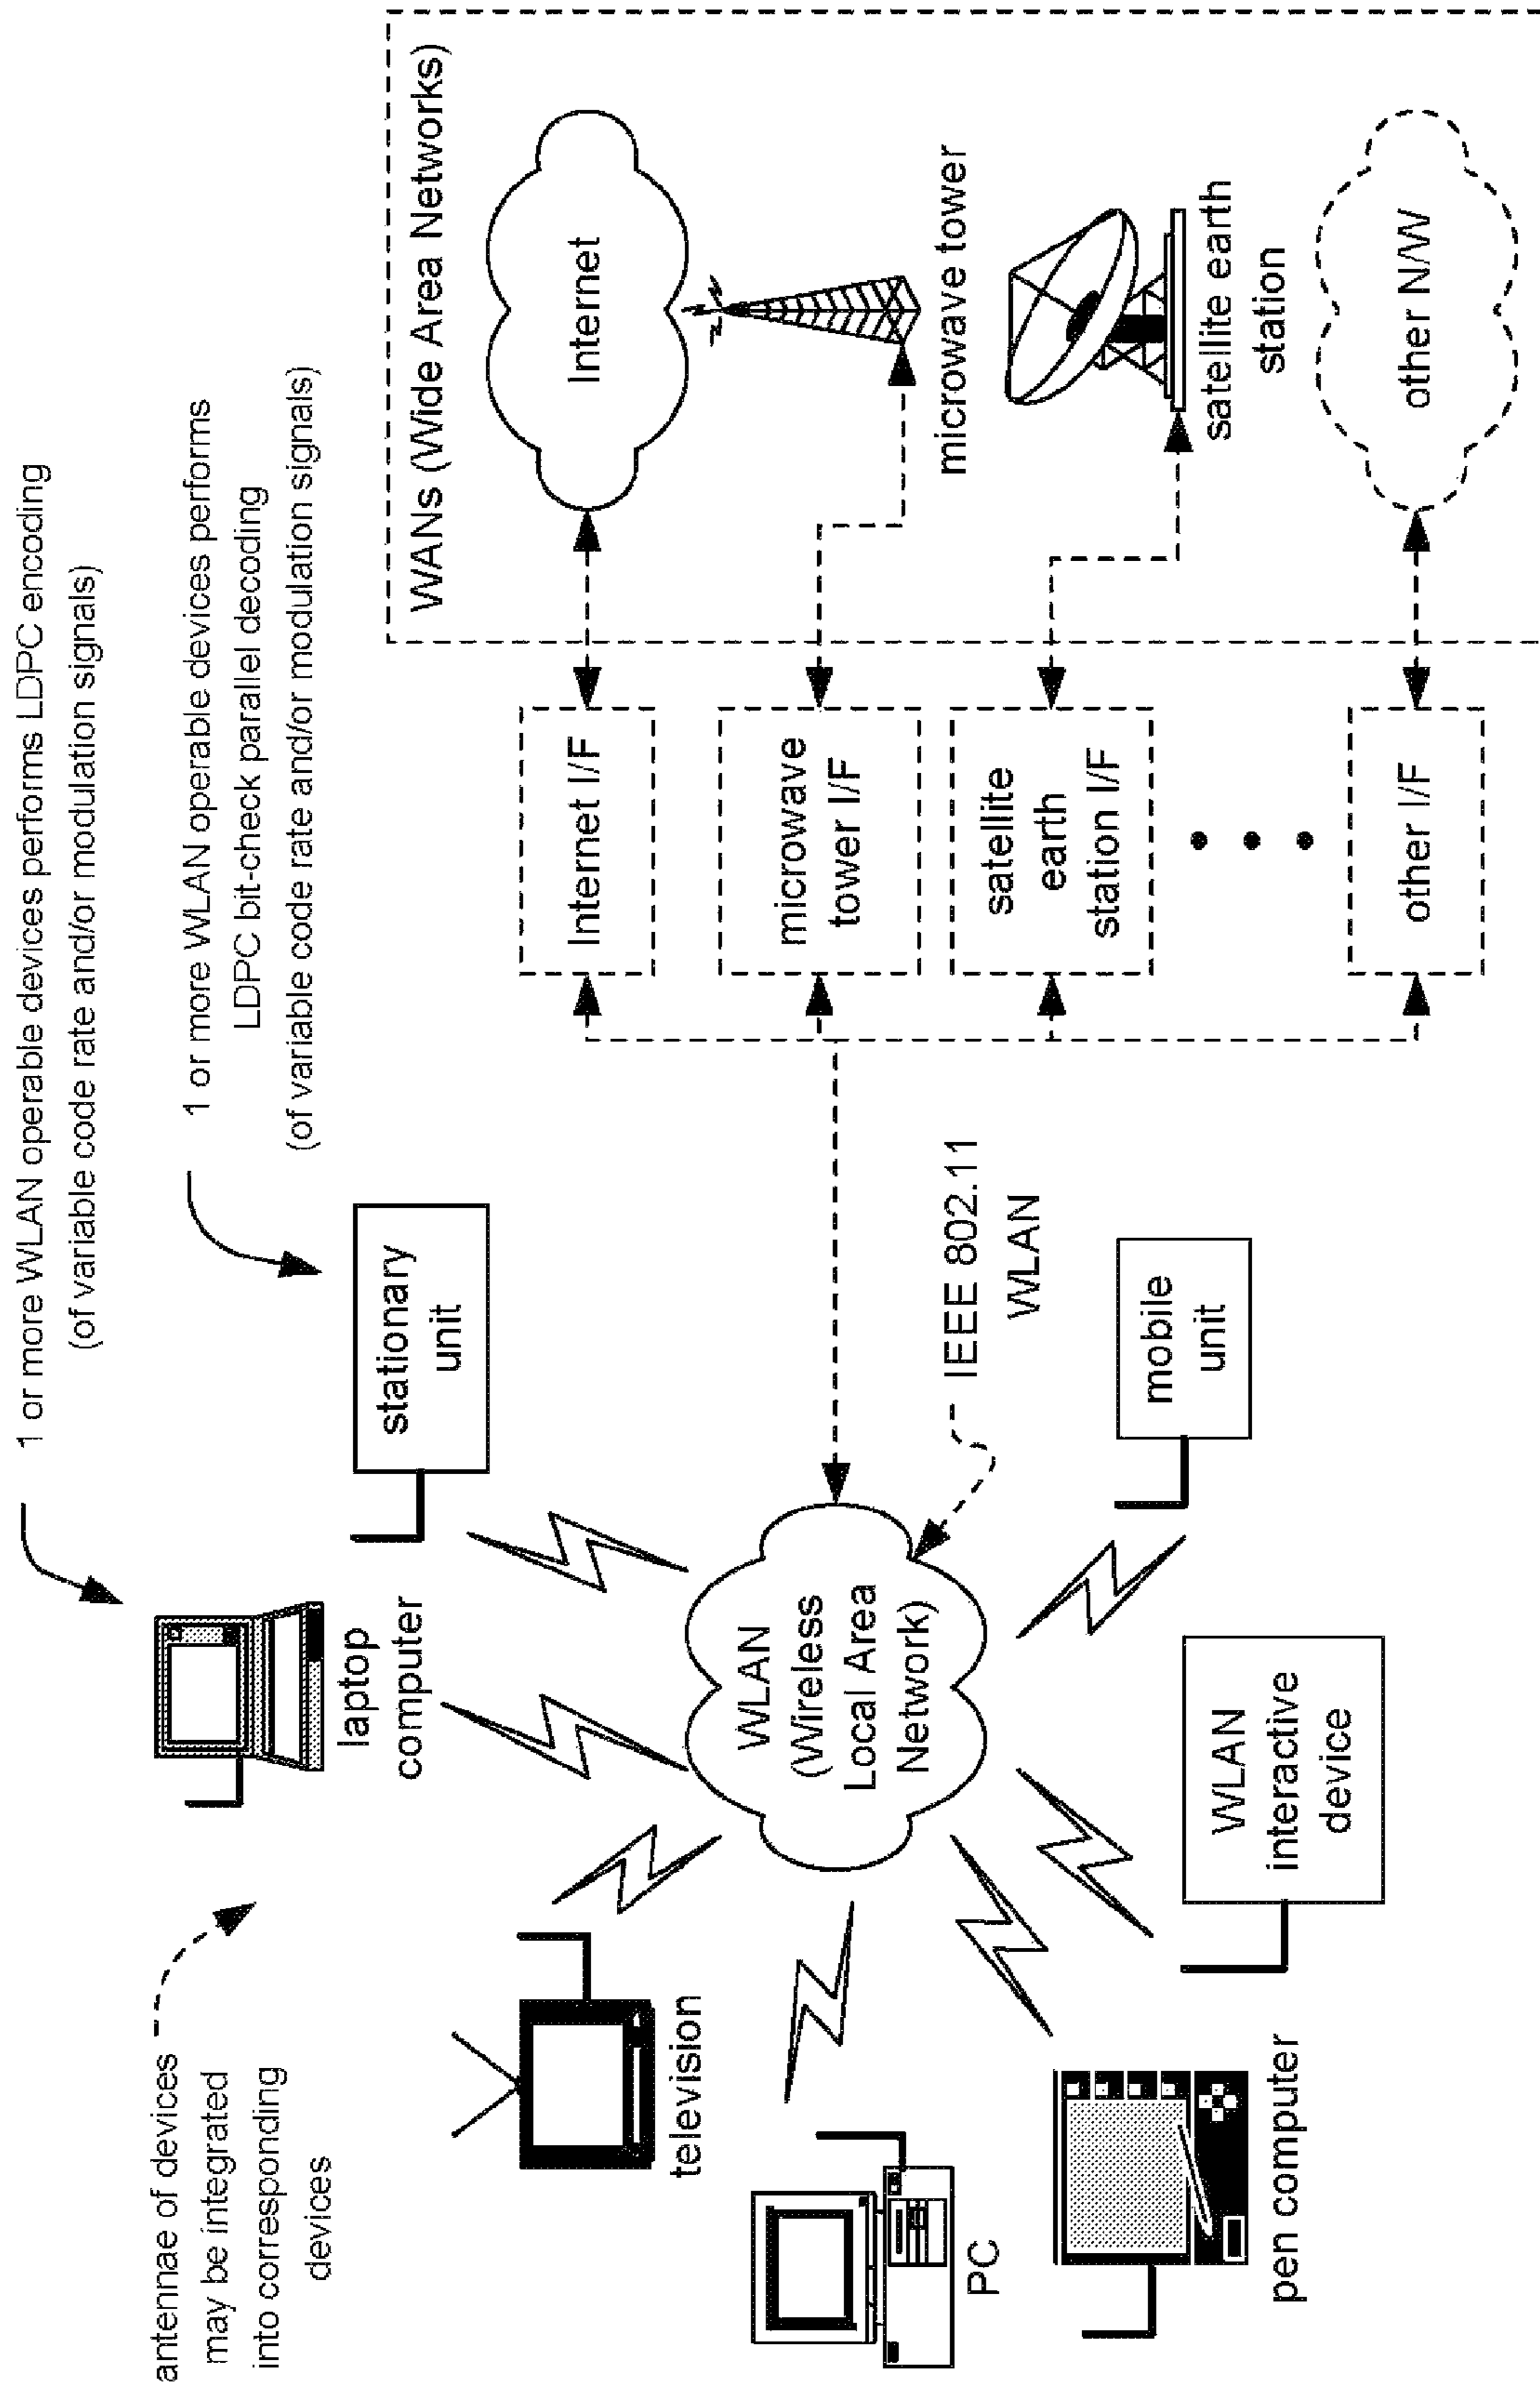 1 or more WLAN operable devices performs LDPC encoding
(of variable code rate and/or modulation signals)
1 or more WLAN operable devices performs
LDPC bit-check parallel decoding
(of variable code rate and/or modulation signals)
antennae of devices
may be integrated
into corresponding
devices
laptop
computer
stationary
unit
television
PC
pen computer
WLAN
(Wireless
Local Area
Network)
WLAN
interactive
device
mobile
unit
IEEE 802.11
WLAN
Internet I/F
microwave
tower I/F
satellite
earth
station I/F
other I/F
WANs (Wide Area Networks)
Internet
microwave tower
satellite earth
station
other N/W